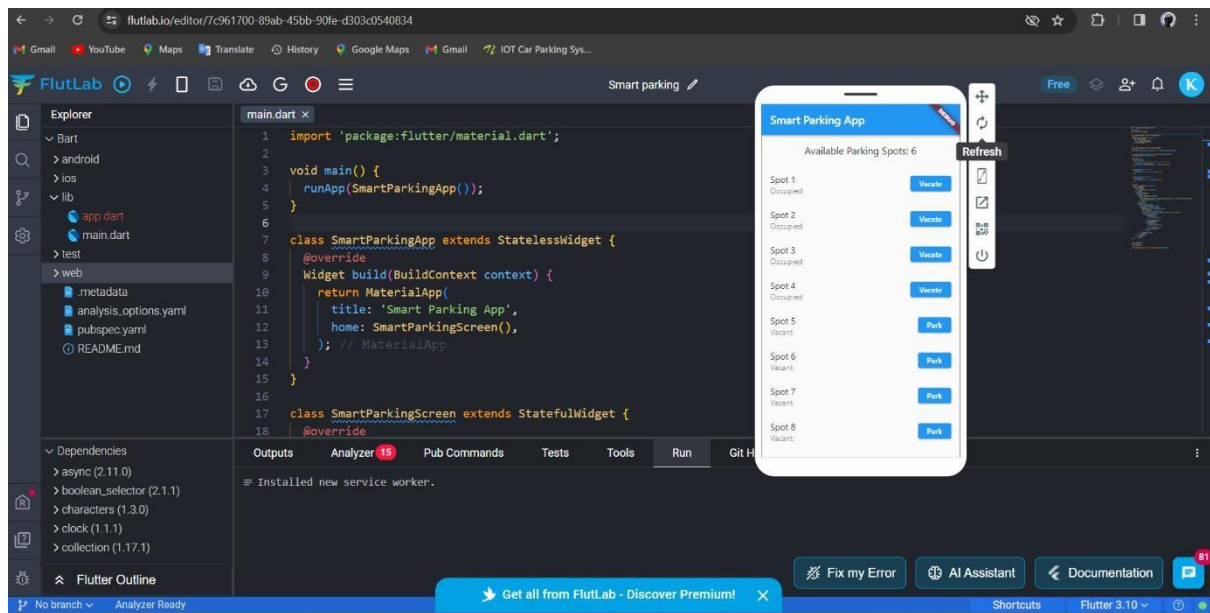 flutlab.io/editor/7c961700-89ab-45bb-90fe-d303c0540834
Gmail YouTube Maps Translate History Google Maps Gmail IOT Car Parking Sys...
FlutLab G Smart parking Free K
Explorer
Bart
android
ios
lib
app.dart
main.dart
test
web
.metadata
analysis_options.yaml
pubspec.yaml
README.md
Dependencies
async (2.11.0)
boolean_selector (2.1.1)
characters (1.3.0)
clock (1.1.1)
collection (1.17.1)
Flutter Outline
main.dart ×
1 import 'package:flutter/material.dart';
2
3 void main() {
4 runApp(SmartParkingApp());
5 }
6
7 class SmartParkingApp extends StatelessWidget {
8 @override
9 Widget build(BuildContext context) {
10 return MaterialApp(
11 title: 'Smart Parking App',
12 home: SmartParkingScreen(),
13 ); // MaterialApp
14 }
15 }
16
17 class SmartParkingScreen extends StatefulWidget {
18 @override
Smart Parking App DEBUG
Available Parking Spots: 6
Spot 1 Vacate
Occupied
Spot 2 Vacate
Occupied
Spot 3 Vacate
Occupied
Spot 4 Vacate
Occupied
Spot 5 Park
Vacant
Spot 6 Park
Vacant
Spot 7 Park
Vacant
Spot 8 Park
Vacant
Refresh
Outputs Analyzer 15 Pub Commands Tests Tools Run Git H
Installed new service worker.
Fix my Error AI Assistant Documentation 81
Get all from FlutLab - Discover Premium! ×
No branch Analyzer Ready Shortcuts Flutter 3.10